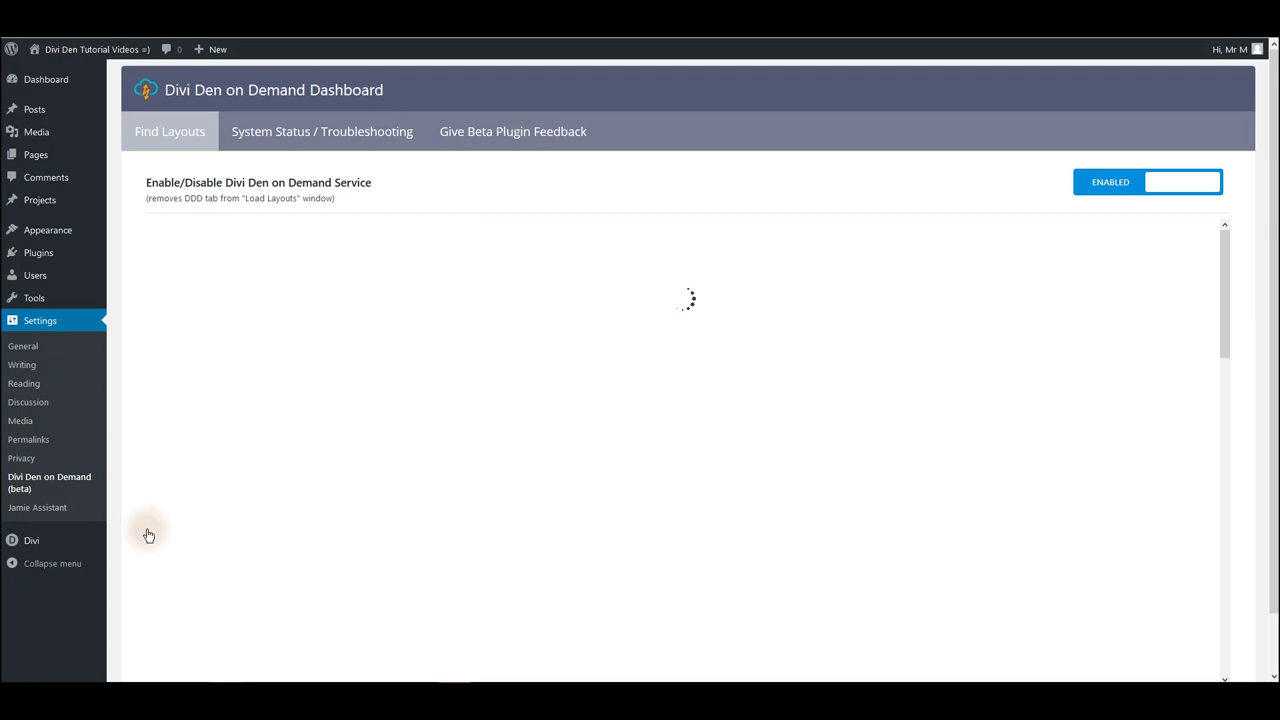 Divi Den Tutorial Videos =) 0 New Hi, Mr M
Dashboard
Posts
Media
Pages
Comments
Projects
Appearance
Plugins
Users
Tools
Settings
General
Writing
Reading
Discussion
Media
Permalinks
Privacy
Divi Den on Demand
(beta)
Jamie Assistant
Divi
Collapse menu
Divi Den on Demand Dashboard
Find Layouts System Status / Troubleshooting Give Beta Plugin Feedback
Enable/Disable Divi Den on Demand Service
(removes DDD tab from "Load Layouts" window)
ENABLED